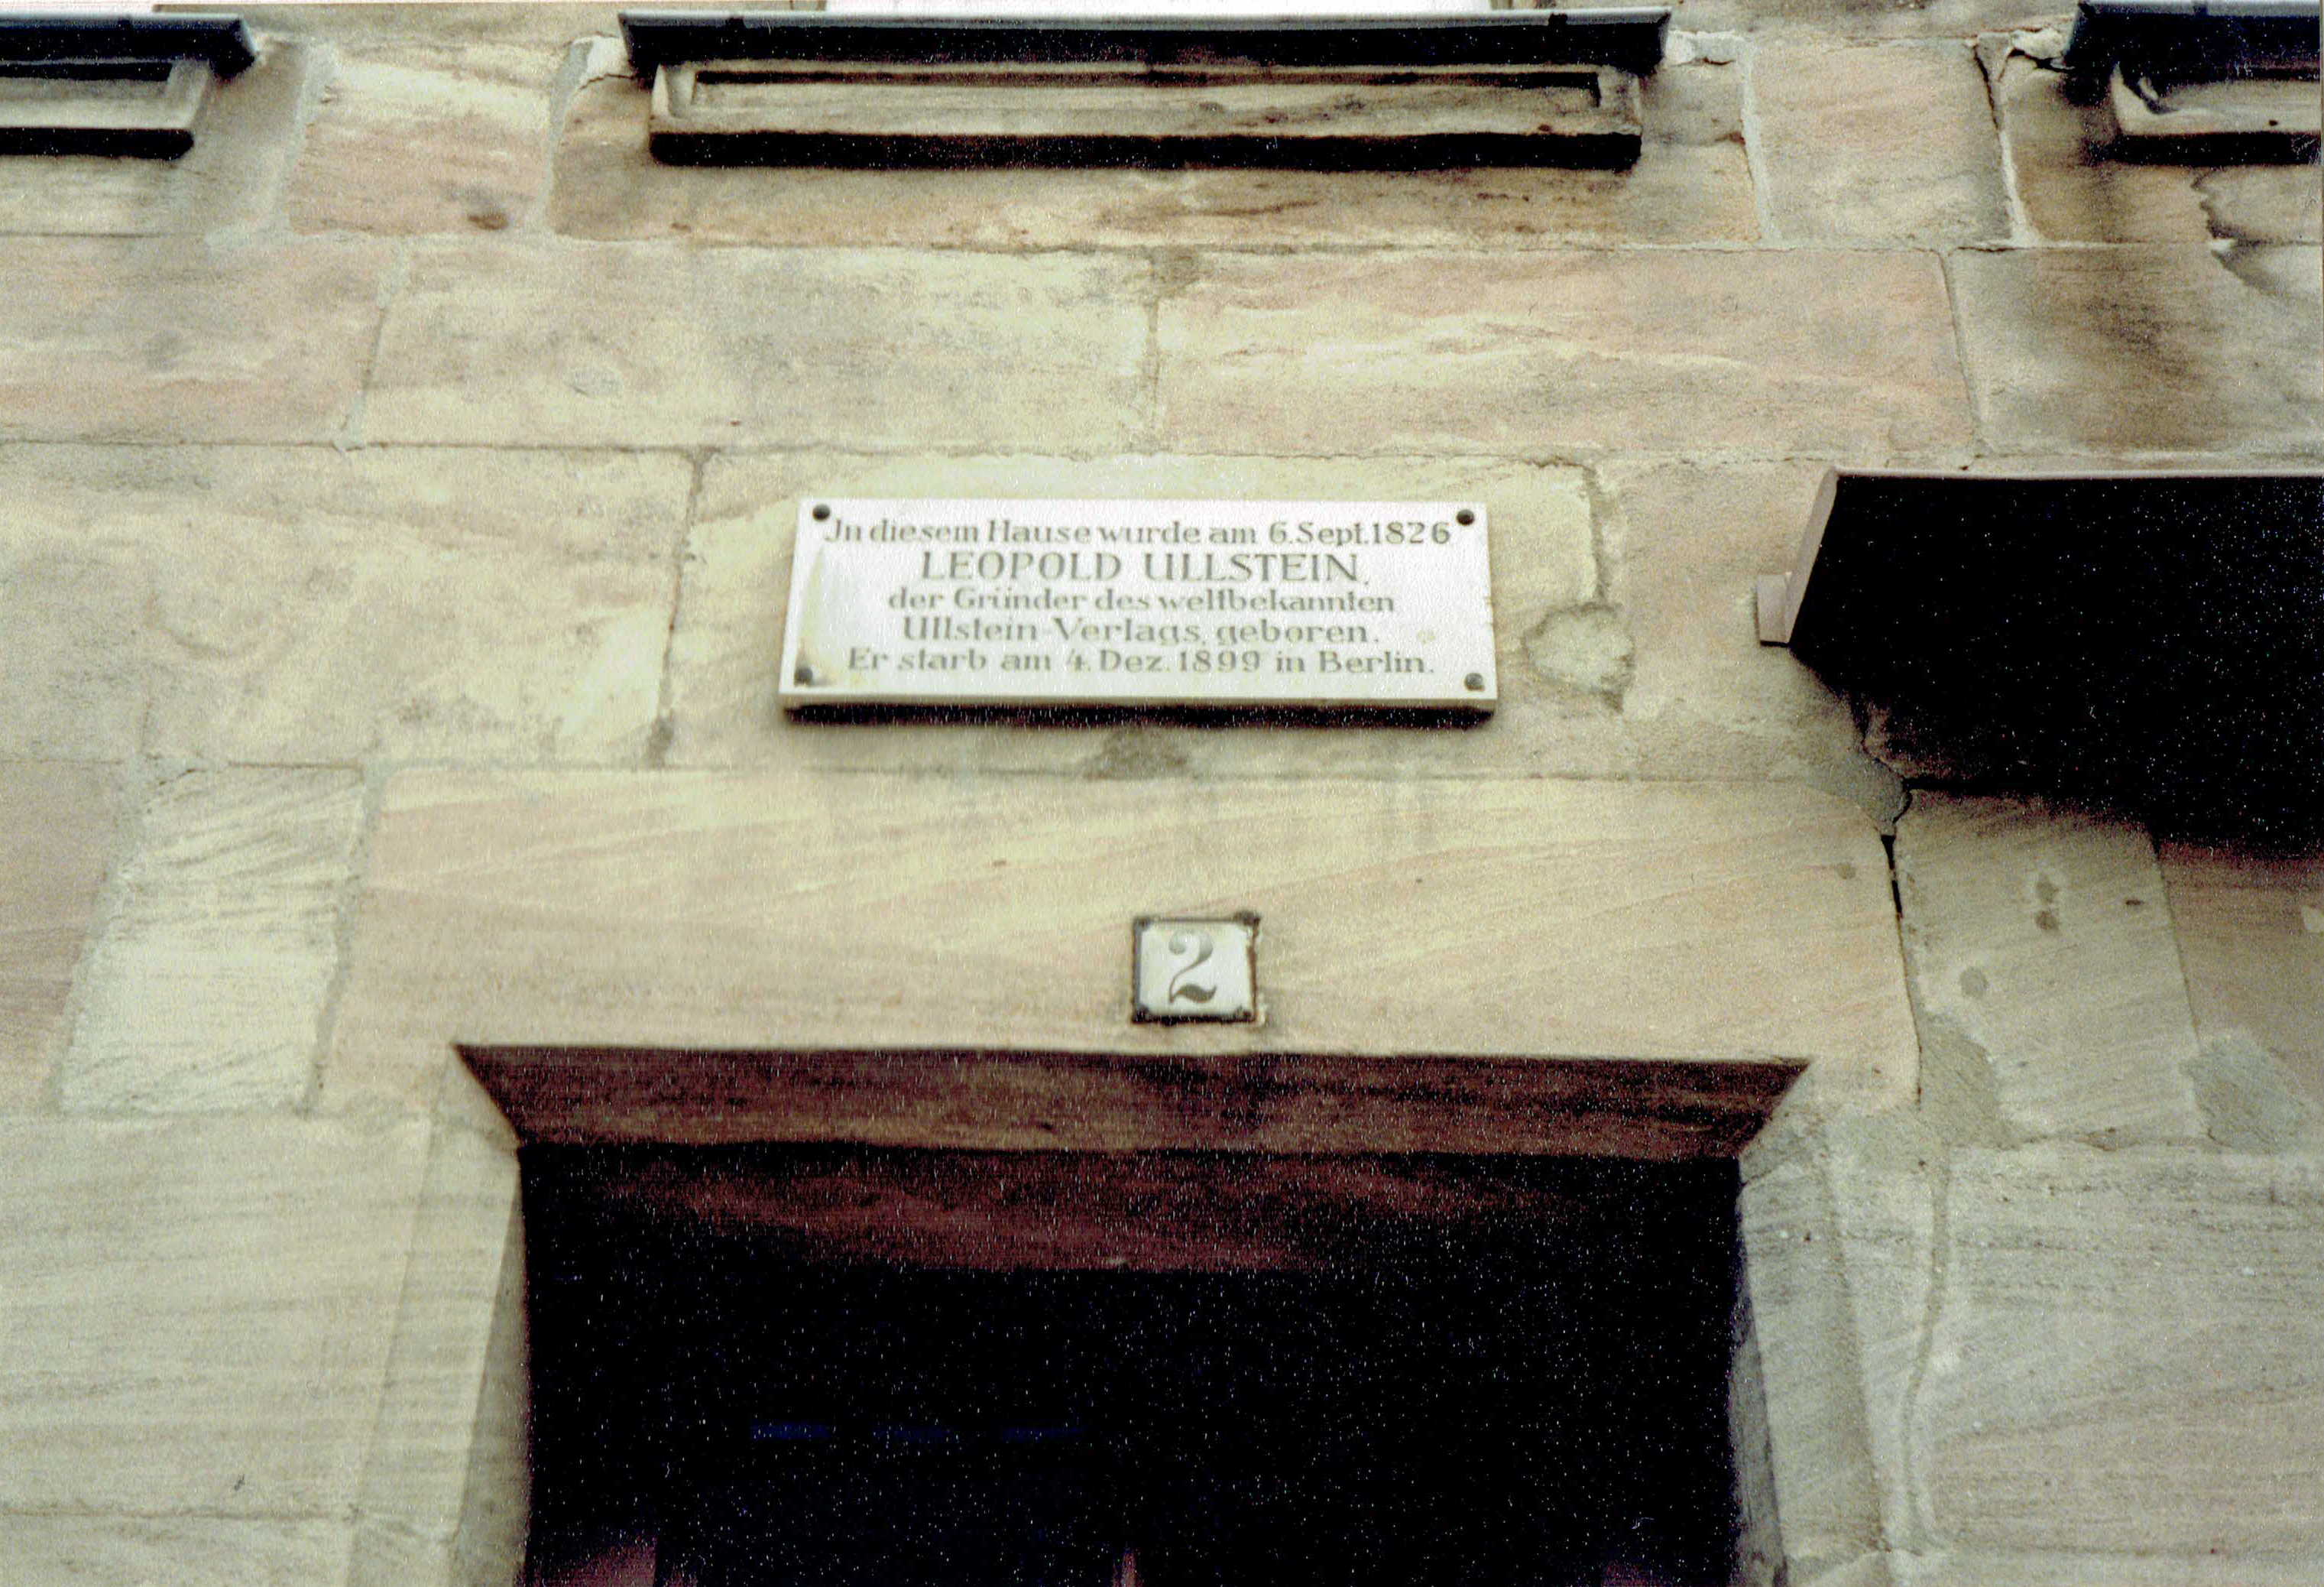 In diesem Hause wurde am 6. Sept. 1826
LEOPOLD ULLSTEIN,
der Gründer des weltbekannten
Ullstein-Verlags, geboren.
Er starb am 4. Dez. 1899 in Berlin.
2